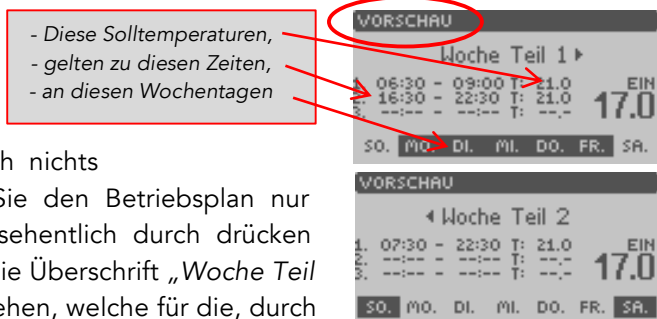 - Diese Solltemperaturen,
- gelten zu diesen Zeiten,
- an diesen Wochentagen
VORSCHAU
Woche Teil 1
1. 06:30 - 09:00 T: 21.0 EIN
2. 16:30 - 22:30 T: 21.0 17.0
3. --:-- - --:-- T: --.-
SO. MO. DI. MI. DO. FR. SA.
h nichts
Sie den Betriebsplan nur
sehentlich durch drücken
ie Überschrift „Woche Teil
ehen, welche für die, durch
VORSCHAU
Woche Teil 2
1. 07:30 - 22:30 T: 21.0 EIN
2. --:-- - --:-- T: --.- 17.0
3. --:-- - --:-- T: --.-
SO. MO. DI. MI. DO. FR. SA.